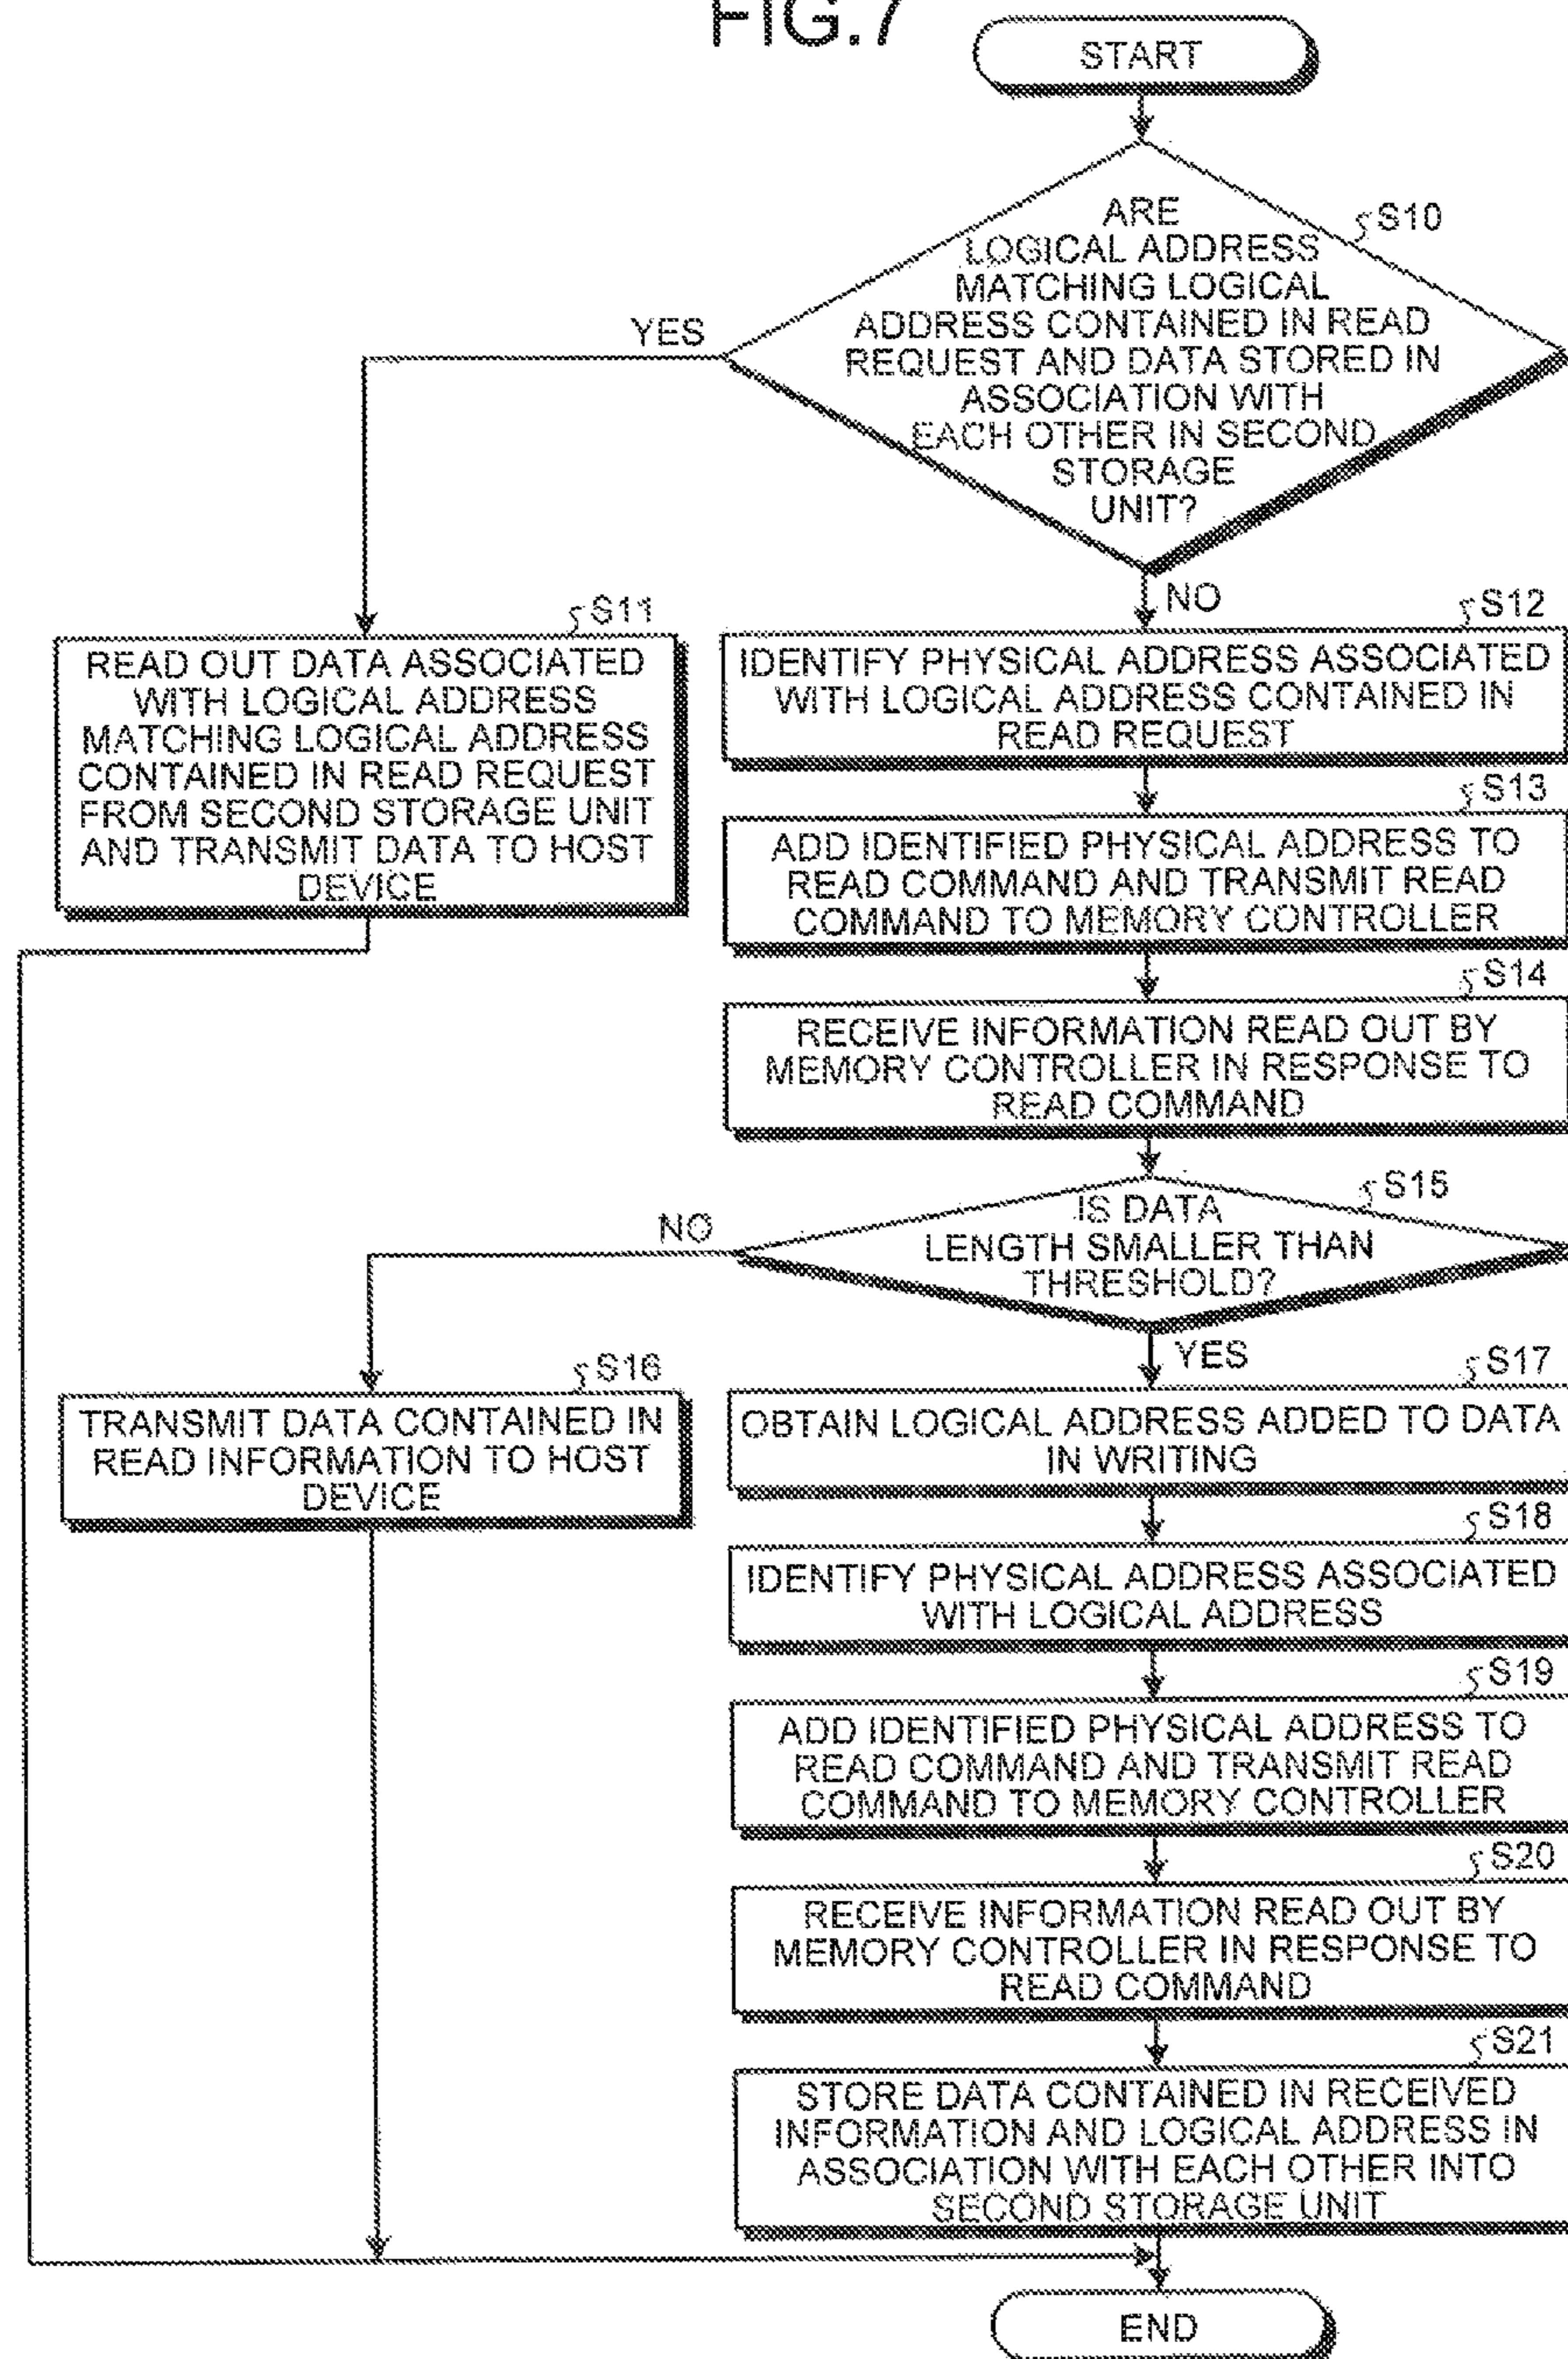 FIG.7
START
S10
ARE
LOGICAL ADDRESS
MATCHING LOGICAL
ADDRESS CONTAINED IN READ
REQUEST AND DATA STORED IN
ASSOCIATION WITH
EACH OTHER IN SECOND
STORAGE
UNIT?
YES
NO
S11
READ OUT DATA ASSOCIATED
WITH LOGICAL ADDRESS
MATCHING LOGICAL ADDRESS
CONTAINED IN READ REQUEST
FROM SECOND STORAGE UNIT
AND TRANSMIT DATA TO HOST
DEVICE
S12
IDENTIFY PHYSICAL ADDRESS ASSOCIATED
WITH LOGICAL ADDRESS CONTAINED IN
READ REQUEST
S13
ADD IDENTIFIED PHYSICAL ADDRESS TO
READ COMMAND AND TRANSMIT READ
COMMAND TO MEMORY CONTROLLER
S14
RECEIVE INFORMATION READ OUT BY
MEMORY CONTROLLER IN RESPONSE TO
READ COMMAND
S15
IS DATA
LENGTH SMALLER THAN
THRESHOLD?
NO
YES
S16
TRANSMIT DATA CONTAINED IN
READ INFORMATION TO HOST
DEVICE
S17
OBTAIN LOGICAL ADDRESS ADDED TO DATA
IN WRITING
S18
IDENTIFY PHYSICAL ADDRESS ASSOCIATED
WITH LOGICAL ADDRESS
S19
ADD IDENTIFIED PHYSICAL ADDRESS TO
READ COMMAND AND TRANSMIT READ
COMMAND TO MEMORY CONTROLLER
S20
RECEIVE INFORMATION READ OUT BY
MEMORY CONTROLLER IN RESPONSE TO
READ COMMAND
S21
STORE DATA CONTAINED IN RECEIVED
INFORMATION AND LOGICAL ADDRESS IN
ASSOCIATION WITH EACH OTHER INTO
SECOND STORAGE UNIT
END